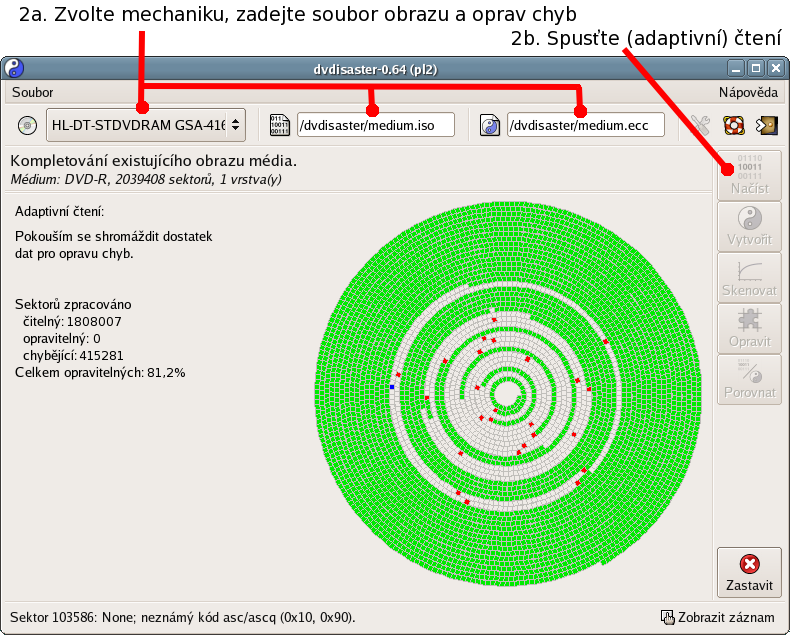 2a. Zvolte mechaniku, zadejte soubor obrazu a oprav chyb
2b. Spusťte (adaptivní) čtení
dvdisaster-0.64 (pl2)
Soubor
Nápověda
HL-DT-STDVDRAM GSA-416
/dvdisaster/medium.iso
/dvdisaster/medium.ecc
Kompletování existujícího obrazu média.
Médium: DVD-R, 2039408 sektorů, 1 vrstva(y)
Adaptivní čtení:
Pokouším se shromáždit dostatek
dat pro opravu chyb.
Sektorů zpracováno
čitelný: 1808007
opravitelný: 0
chybějící: 415281
Celkem opravitelných: 81,2%
01110
10011
00111
Načíst
Vytvořit
Skenovat
Opravit
Porovnat
Zastavit
Sektor 103586: None; neznámý kód asc/ascq (0x10, 0x90).
Zobrazit záznam